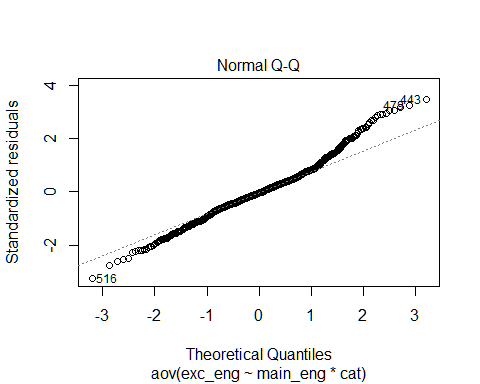 Normal Q-Q
Standardized residuals
4
2
0
-2
478
443
516
-3 -2 -1 0 1 2 3
Theoretical Quantiles
aov(exc_eng ~ main_eng * cat)